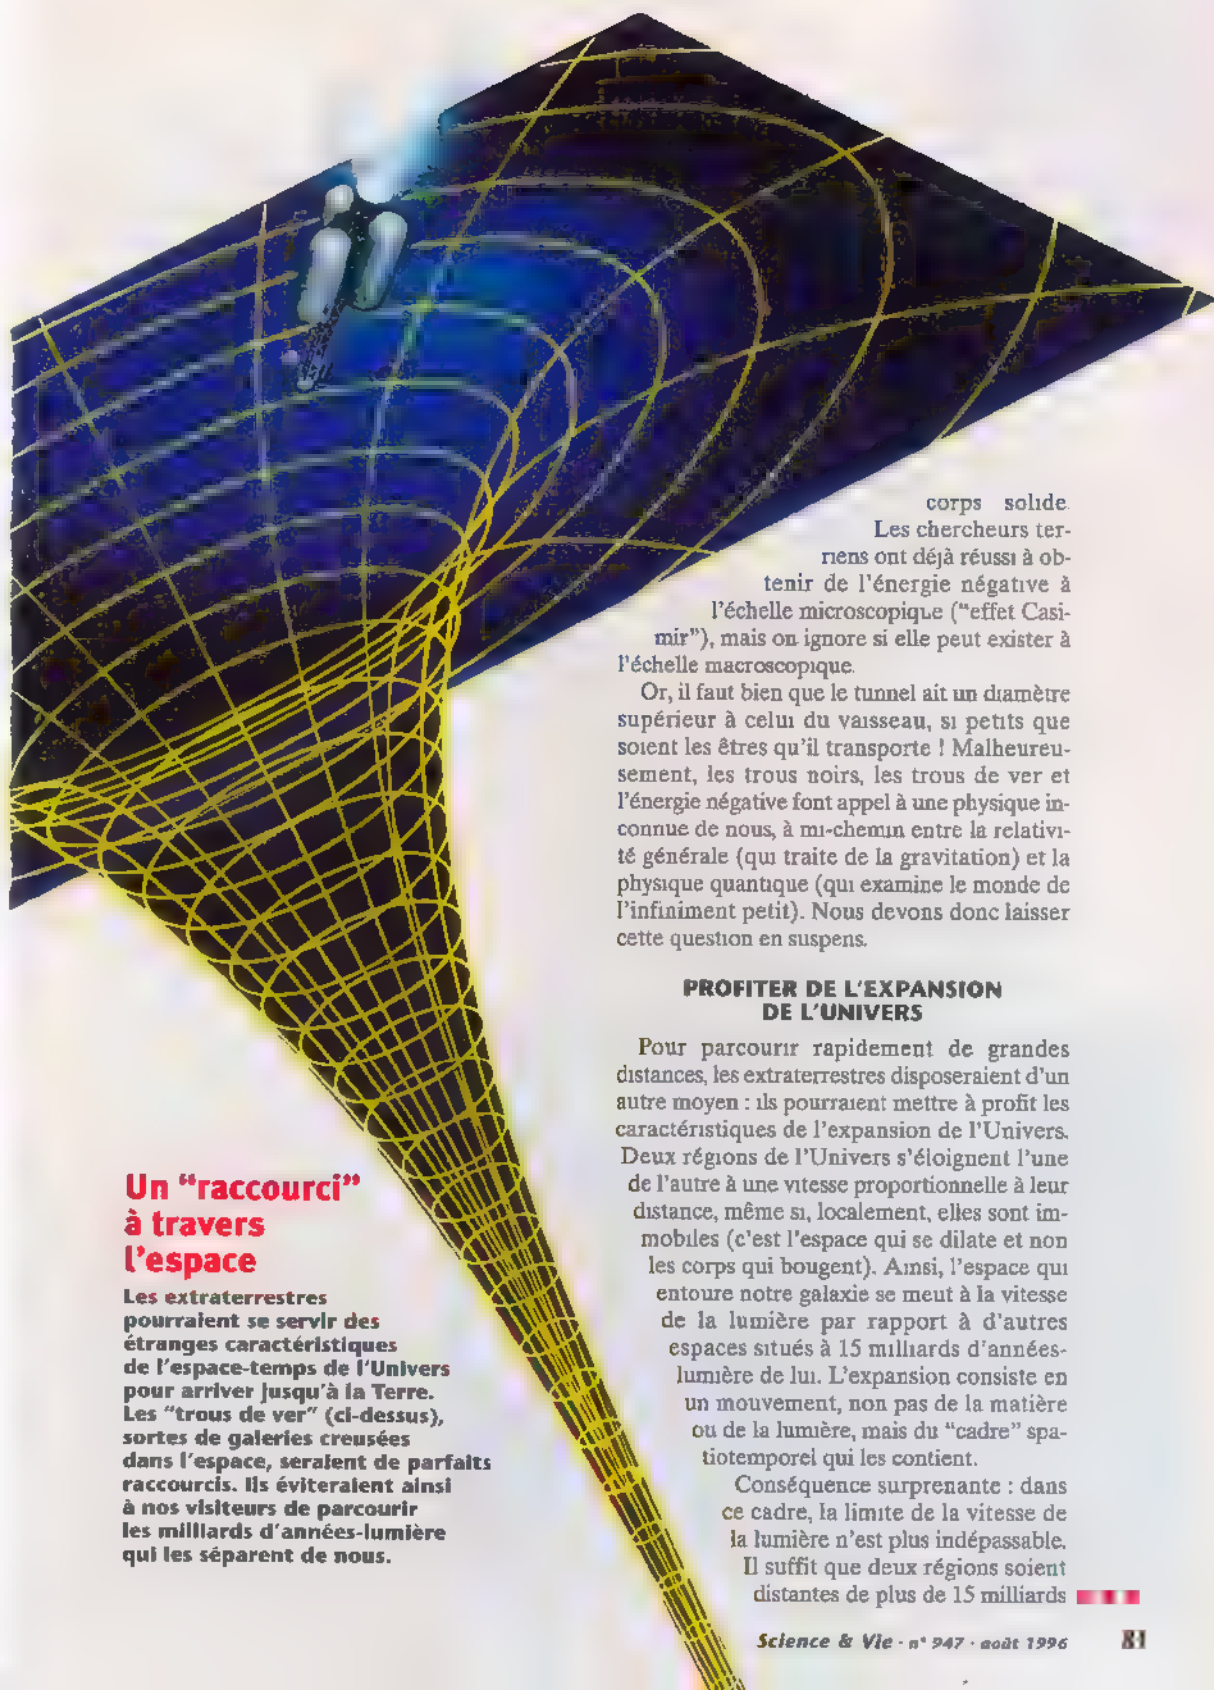 corps solide.
Les chercheurs ter-
riens ont déjà réussi à ob-
tenir de l'énergie négative à
l'échelle microscopique ("effet Casi-
mir"), mais on ignore si elle peut exister à
l'échelle macroscopique.
Or, il faut bien que le tunnel ait un diamètre
supérieur à celui du vaisseau, si petits que
soient les êtres qu'il transporte ! Malheureu-
sement, les trous noirs, les trous de ver et
l'énergie négative font appel à une physique in-
connue de nous, à mi-chemin entre la relativi-
té générale (qui traite de la gravitation) et la
physique quantique (qui examine le monde de
l'infiniment petit). Nous devons donc laisser
cette question en suspens.
PROFITER DE L'EXPANSION
DE L'UNIVERS
Pour parcourir rapidement de grandes
distances, les extraterrestres disposeraient d'un
autre moyen : ils pourraient mettre à profit les
caractéristiques de l'expansion de l'Univers.
Deux régions de l'Univers s'éloignent l'une
de l'autre à une vitesse proportionnelle à leur
distance, même si, localement, elles sont im-
mobiles (c'est l'espace qui se dilate et non
les corps qui bougent). Ainsi, l'espace qui
entoure notre galaxie se meut à la vitesse
de la lumière par rapport à d'autres
espaces situés à 15 milliards d'années-
lumière de lui. L'expansion consiste en
un mouvement, non pas de la matière
ou de la lumière, mais du "cadre" spa-
tiotemporel qui les contient.
Conséquence surprenante : dans
ce cadre, la limite de la vitesse de
la lumière n'est plus indépassable.
Il suffit que deux régions soient
distantes de plus de 15 milliards
Un "raccourci"
à travers
l'espace
Les extraterrestres
pourraient se servir des
étranges caractéristiques
de l'espace-temps de l'Univers
pour arriver jusqu'à la Terre.
Les "trous de ver" (ci-dessus),
sortes de galeries creusées
dans l'espace, seraient de parfaits
raccourcis. Ils éviteraient ainsi
à nos visiteurs de parcourir
les milliards d'années-lumière
qui les séparent de nous.
Science & Vie - n° 947 - août 1996 81